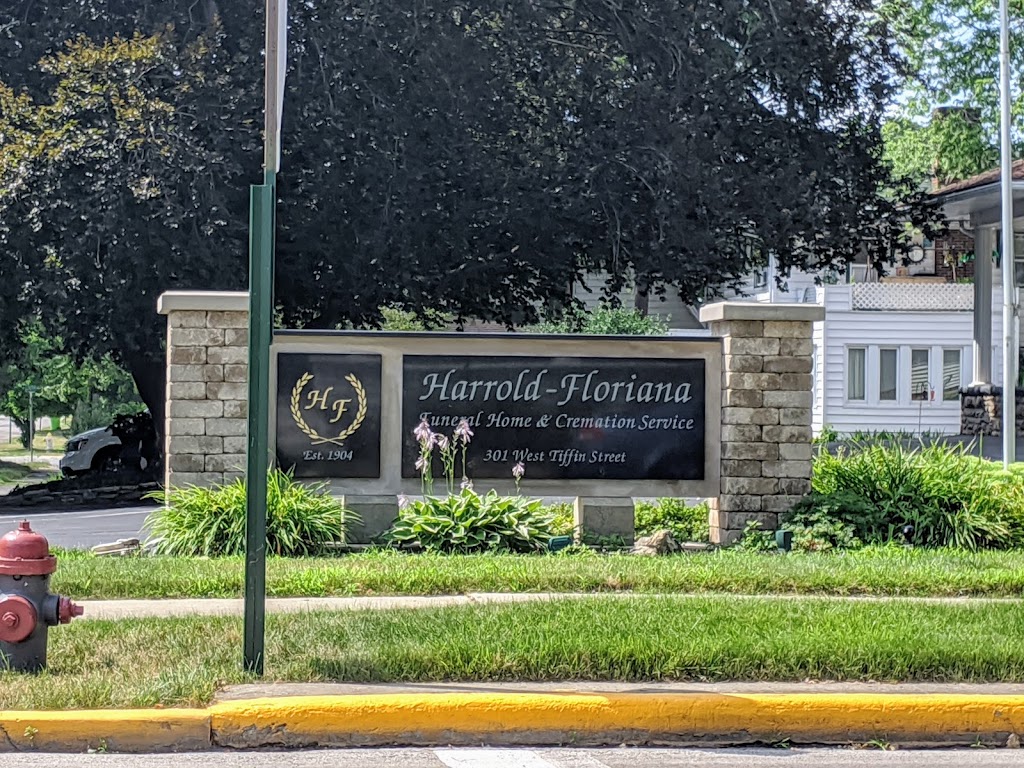 HF
Est. 1904
Harrold-Floriana
Funeral Home & Cremation Service
301 West Tiffin Street